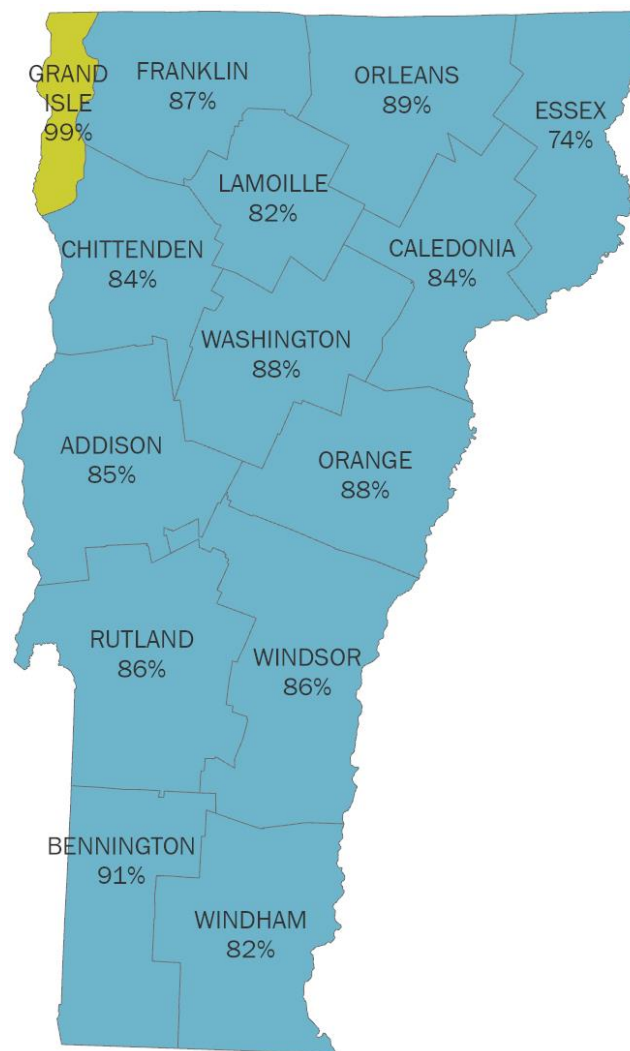 GRAND
ISLE
99%
FRANKLIN
87%
ORLEANS
89%
ESSEX
74%
LAMOILLE
82%
CHITTENDEN
84%
CALEDONIA
84%
WASHINGTON
88%
ADDISON
85%
ORANGE
88%
RUTLAND
86%
WINDSOR
86%
BENNINGTON
91%
WINDHAM
82%